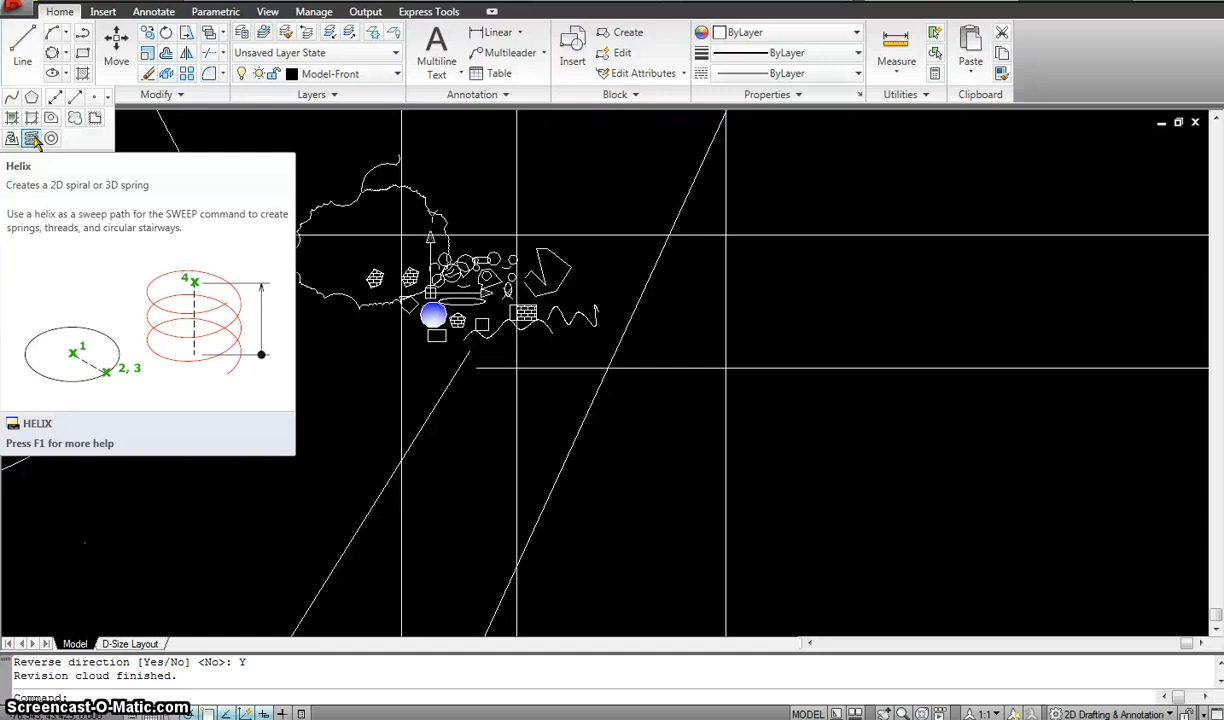 Home Insert Annotate Parametric View Manage Output Express Tools
Line
Move
Modify
Unsaved Layer State
Model-Front
Layers
Multiline Text
Linear
Multileader
Table
Annotation
Insert
Create
Edit
Edit Attributes
Block
ByLayer
ByLayer
ByLayer
Properties
Measure
Utilities
Paste
Clipboard
Helix
Creates a 2D spiral or 3D spring
Use a helix as a sweep path for the SWEEP command to create
springs, threads, and circular stairways.
4
1
2, 3
HELIX
Press F1 for more help
Model D-Size Layout
Reverse direction [Yes/No] <No>: Y
Revision cloud finished.
Command:
Screencast-O-Matic.com
MODEL
1:1
2D Drafting & Annotation